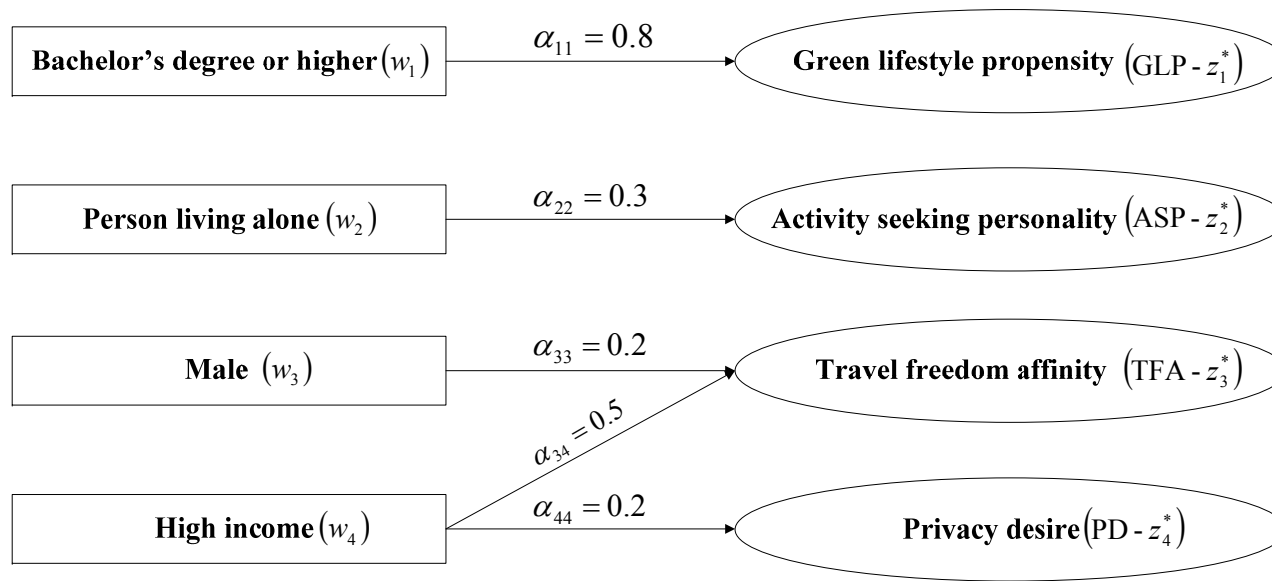 Bachelor’s degree or higher (w₁) α₁₁ = 0.8 Green lifestyle propensity (GLP - z₁*)
Person living alone (w₂) α₂₂ = 0.3 Activity seeking personality (ASP - z₂*)
Male (w₃) α₃₃ = 0.2 Travel freedom affinity (TFA - z₃*)
α₃₄ = 0.5
High income (w₄) α₄₄ = 0.2 Privacy desire (PD - z₄*)